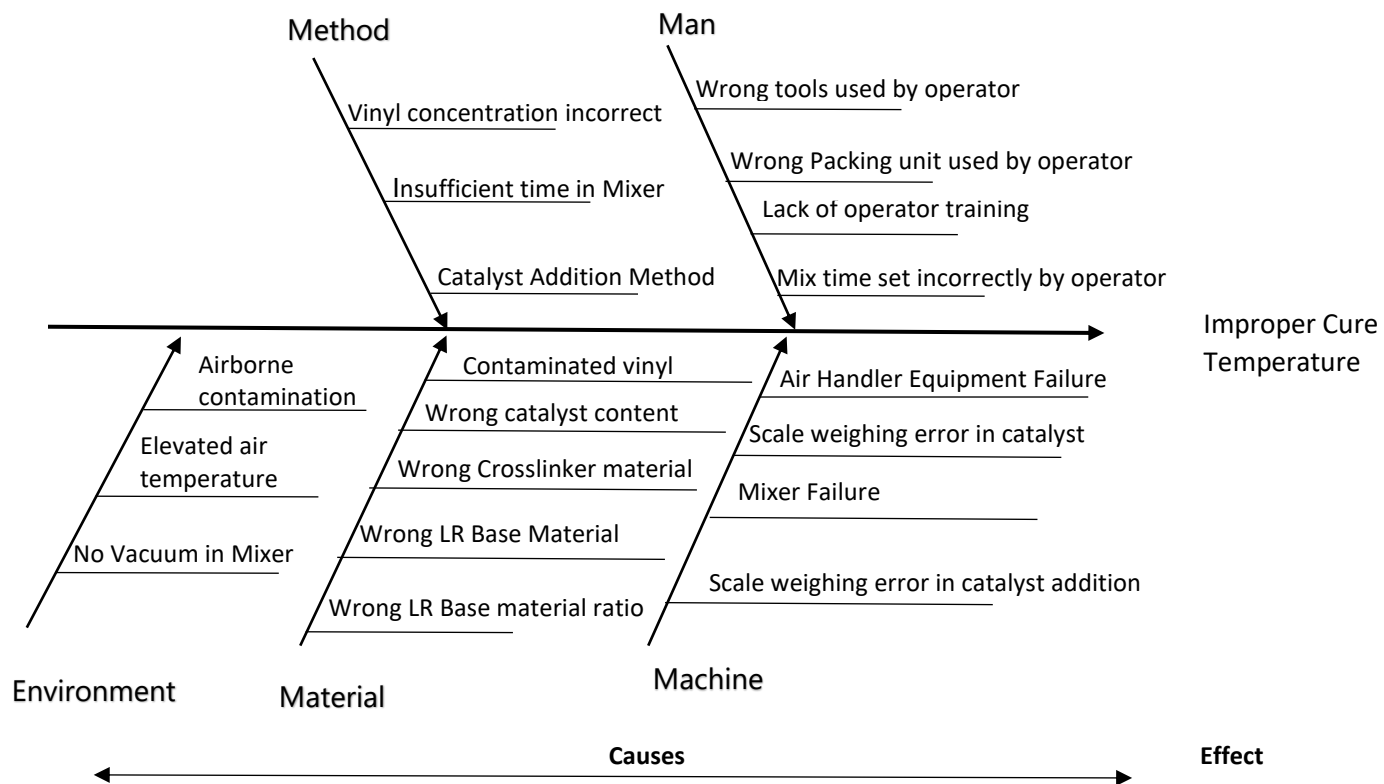 Method
Man
Vinyl concentration incorrect
Insufficient time in Mixer
Catalyst Addition Method
Wrong tools used by operator
Wrong Packing unit used by operator
Lack of operator training
Mix time set incorrectly by operator
Improper Cure
Temperature
Airborne
contamination
Elevated air
temperature
No Vacuum in Mixer
Contaminated vinyl
Wrong catalyst content
Wrong Crosslinker material
Wrong LR Base Material
Wrong LR Base material ratio
Air Handler Equipment Failure
Scale weighing error in catalyst
Mixer Failure
Scale weighing error in catalyst addition
Environment
Material
Machine
Causes
Effect